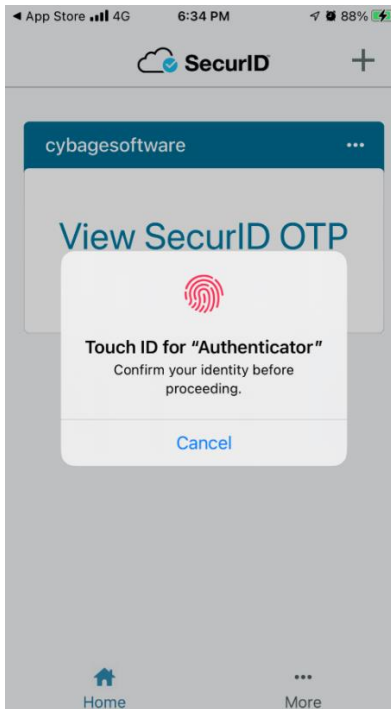 ◀ App Store 4G 6:34 PM 88%
SecurID
+
cybagesoftware ...
View SecurID OTP
Touch ID for “Authenticator”
Confirm your identity before
proceeding.
Cancel
Home ... More